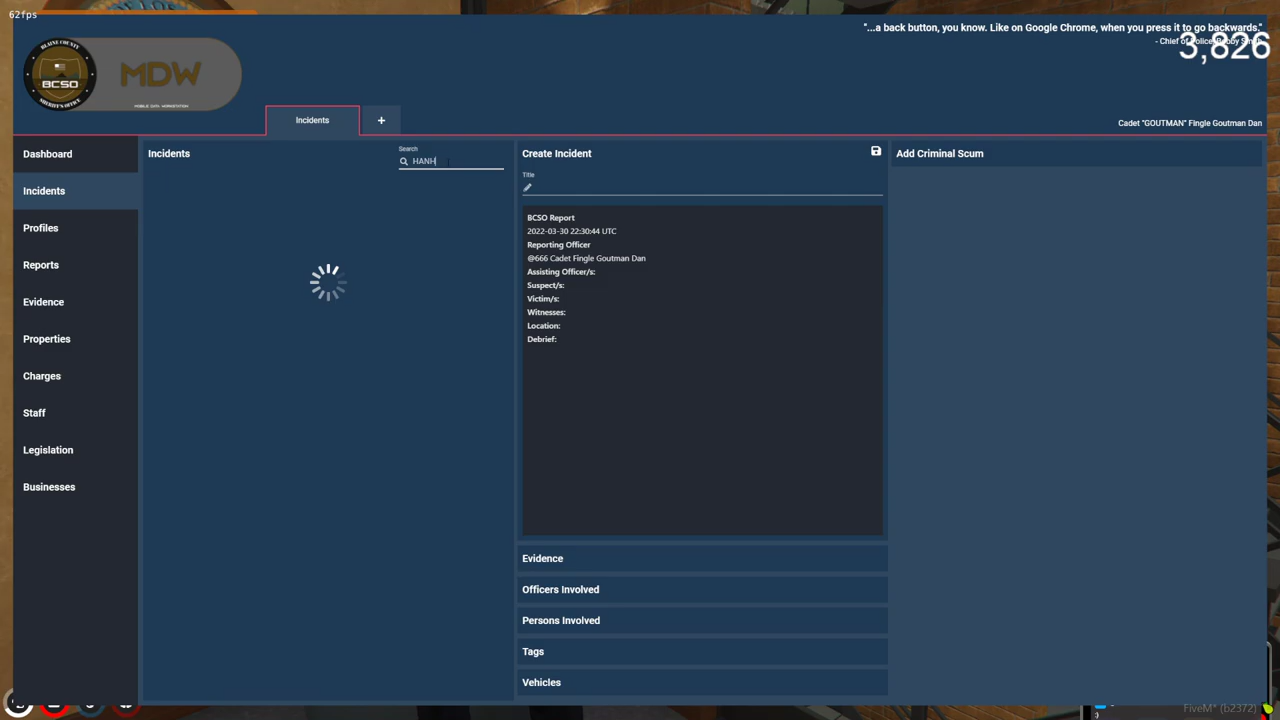 62fps
"...a back button, you know. Like on Google Chrome, when you press it to go backwards."
3,826
BLAINE COUNTY
BCSO
SHERIFF'S OFFICE
MDW
MOBILE DATA WORKSTATION
Incidents
+
Cadet "GOUTMAN" Fingle Goutman Dan
Dashboard
Incidents
Profiles
Reports
Evidence
Properties
Charges
Staff
Legislation
Businesses
Incidents
Search
HANH
Create Incident
Title
BCSO Report
2022-03-30 22:30:44 UTC
Reporting Officer
@666 Cadet Fingle Goutman Dan
Assisting Officer/s:
Suspect/s:
Victim/s:
Witnesses:
Location:
Debrief:
Evidence
Officers Involved
Persons Involved
Tags
Vehicles
Add Criminal Scum
FiveM* (b2372)